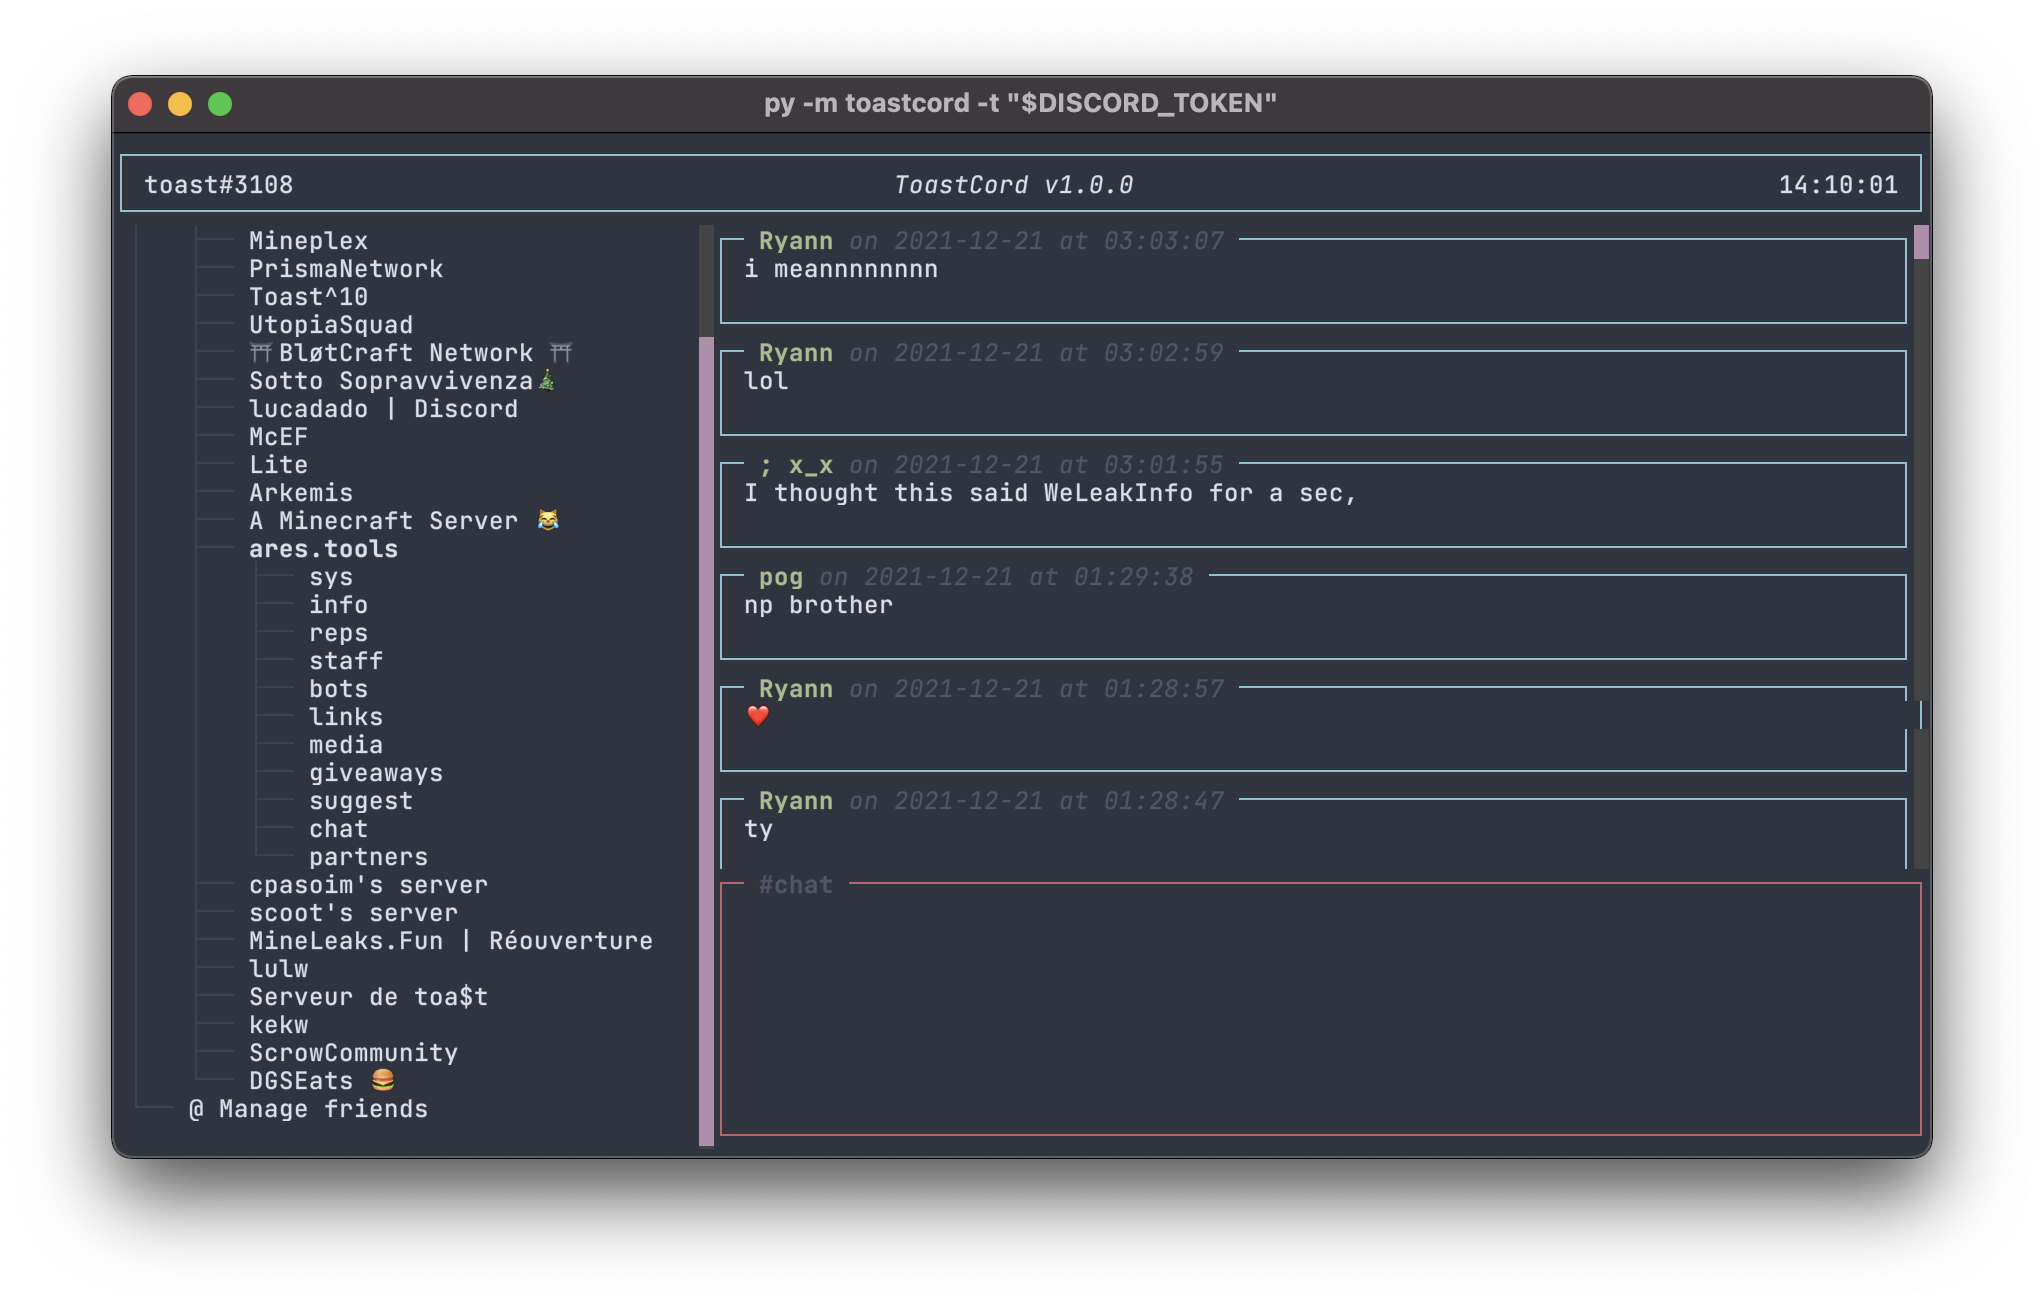 py -m toastcord -t "$DISCORD_TOKEN"
toast#3108
ToastCord v1.0.0
14:10:01
Mineplex
PrismaNetwork
Toast^10
UtopiaSquad
⛩BløtCraft Network ⛩
Sotto Sopravvivenza🎄
lucadado | Discord
McEF
Lite
Arkemis
A Minecraft Server 😹
ares.tools
sys
info
reps
staff
bots
links
media
giveaways
suggest
chat
partners
cpasoim's server
scoot's server
MineLeaks.Fun | Réouverture
lulw
Serveur de toa$t
kekw
ScrowCommunity
DGSEats 🍔
@ Manage friends
Ryann on 2021-12-21 at 03:03:07
i meannnnnnnn
Ryann on 2021-12-21 at 03:02:59
lol
; x_x on 2021-12-21 at 03:01:55
I thought this said WeLeakInfo for a sec,
pog on 2021-12-21 at 01:29:38
np brother
Ryann on 2021-12-21 at 01:28:57
❤️
Ryann on 2021-12-21 at 01:28:47
ty
#chat